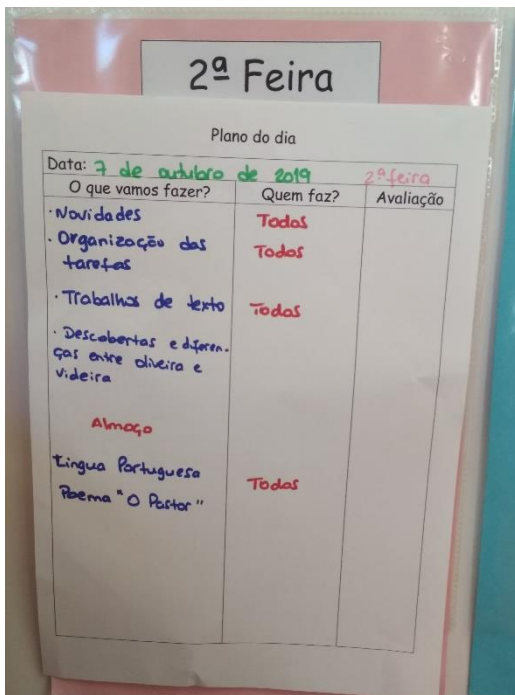 2ª Feira
Plano do dia
Data: 7 de outubro de 2019 2ª feira
O que vamos fazer? Quem faz? Avaliação
· Novidades Todos
· Organização das Todos
tarefas
· Trabalhos de texto Todos
· Descobertas e diferen-
ças entre oliveira e
videira
Almoço
Língua Portuguesa
Todos
Poema "O Pastor"